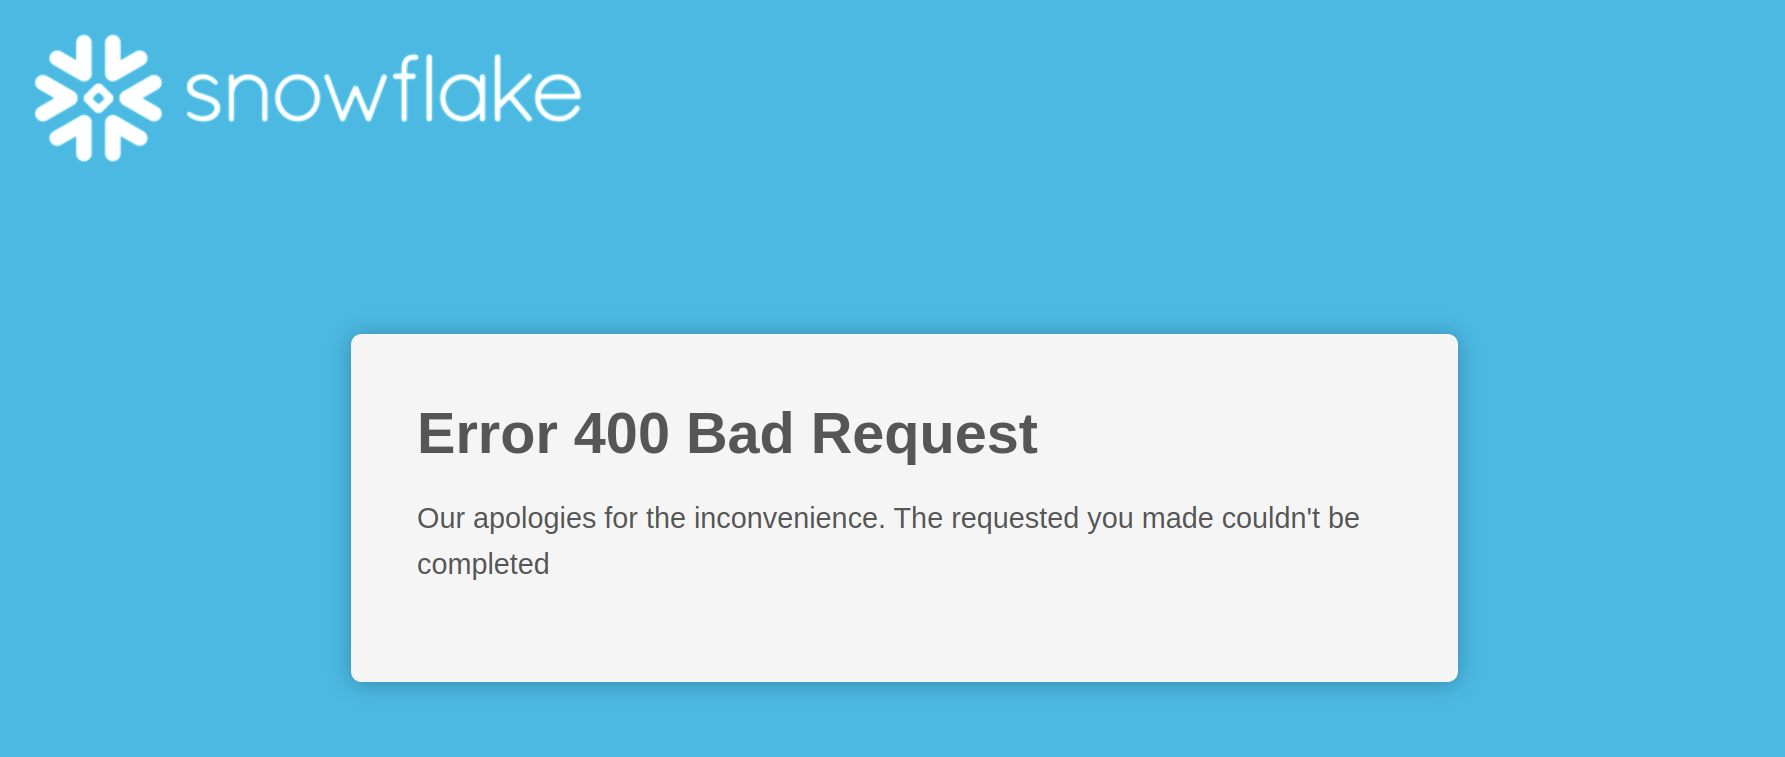 snowflake
Error 400 Bad Request
Our apologies for the inconvenience. The requested you made couldn't be
completed